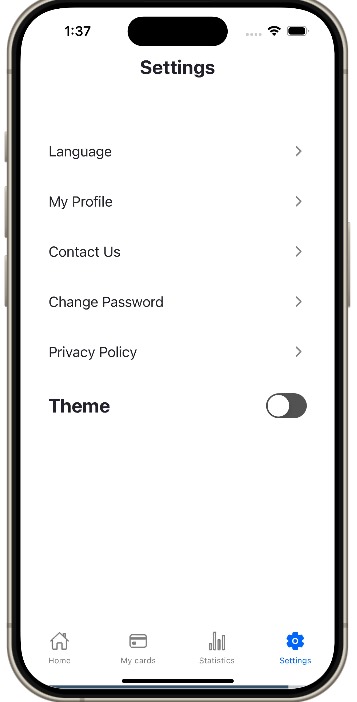 1:37
Settings
Language
My Profile
Contact Us
Change Password
Privacy Policy
Theme
Home My cards Statistics Settings